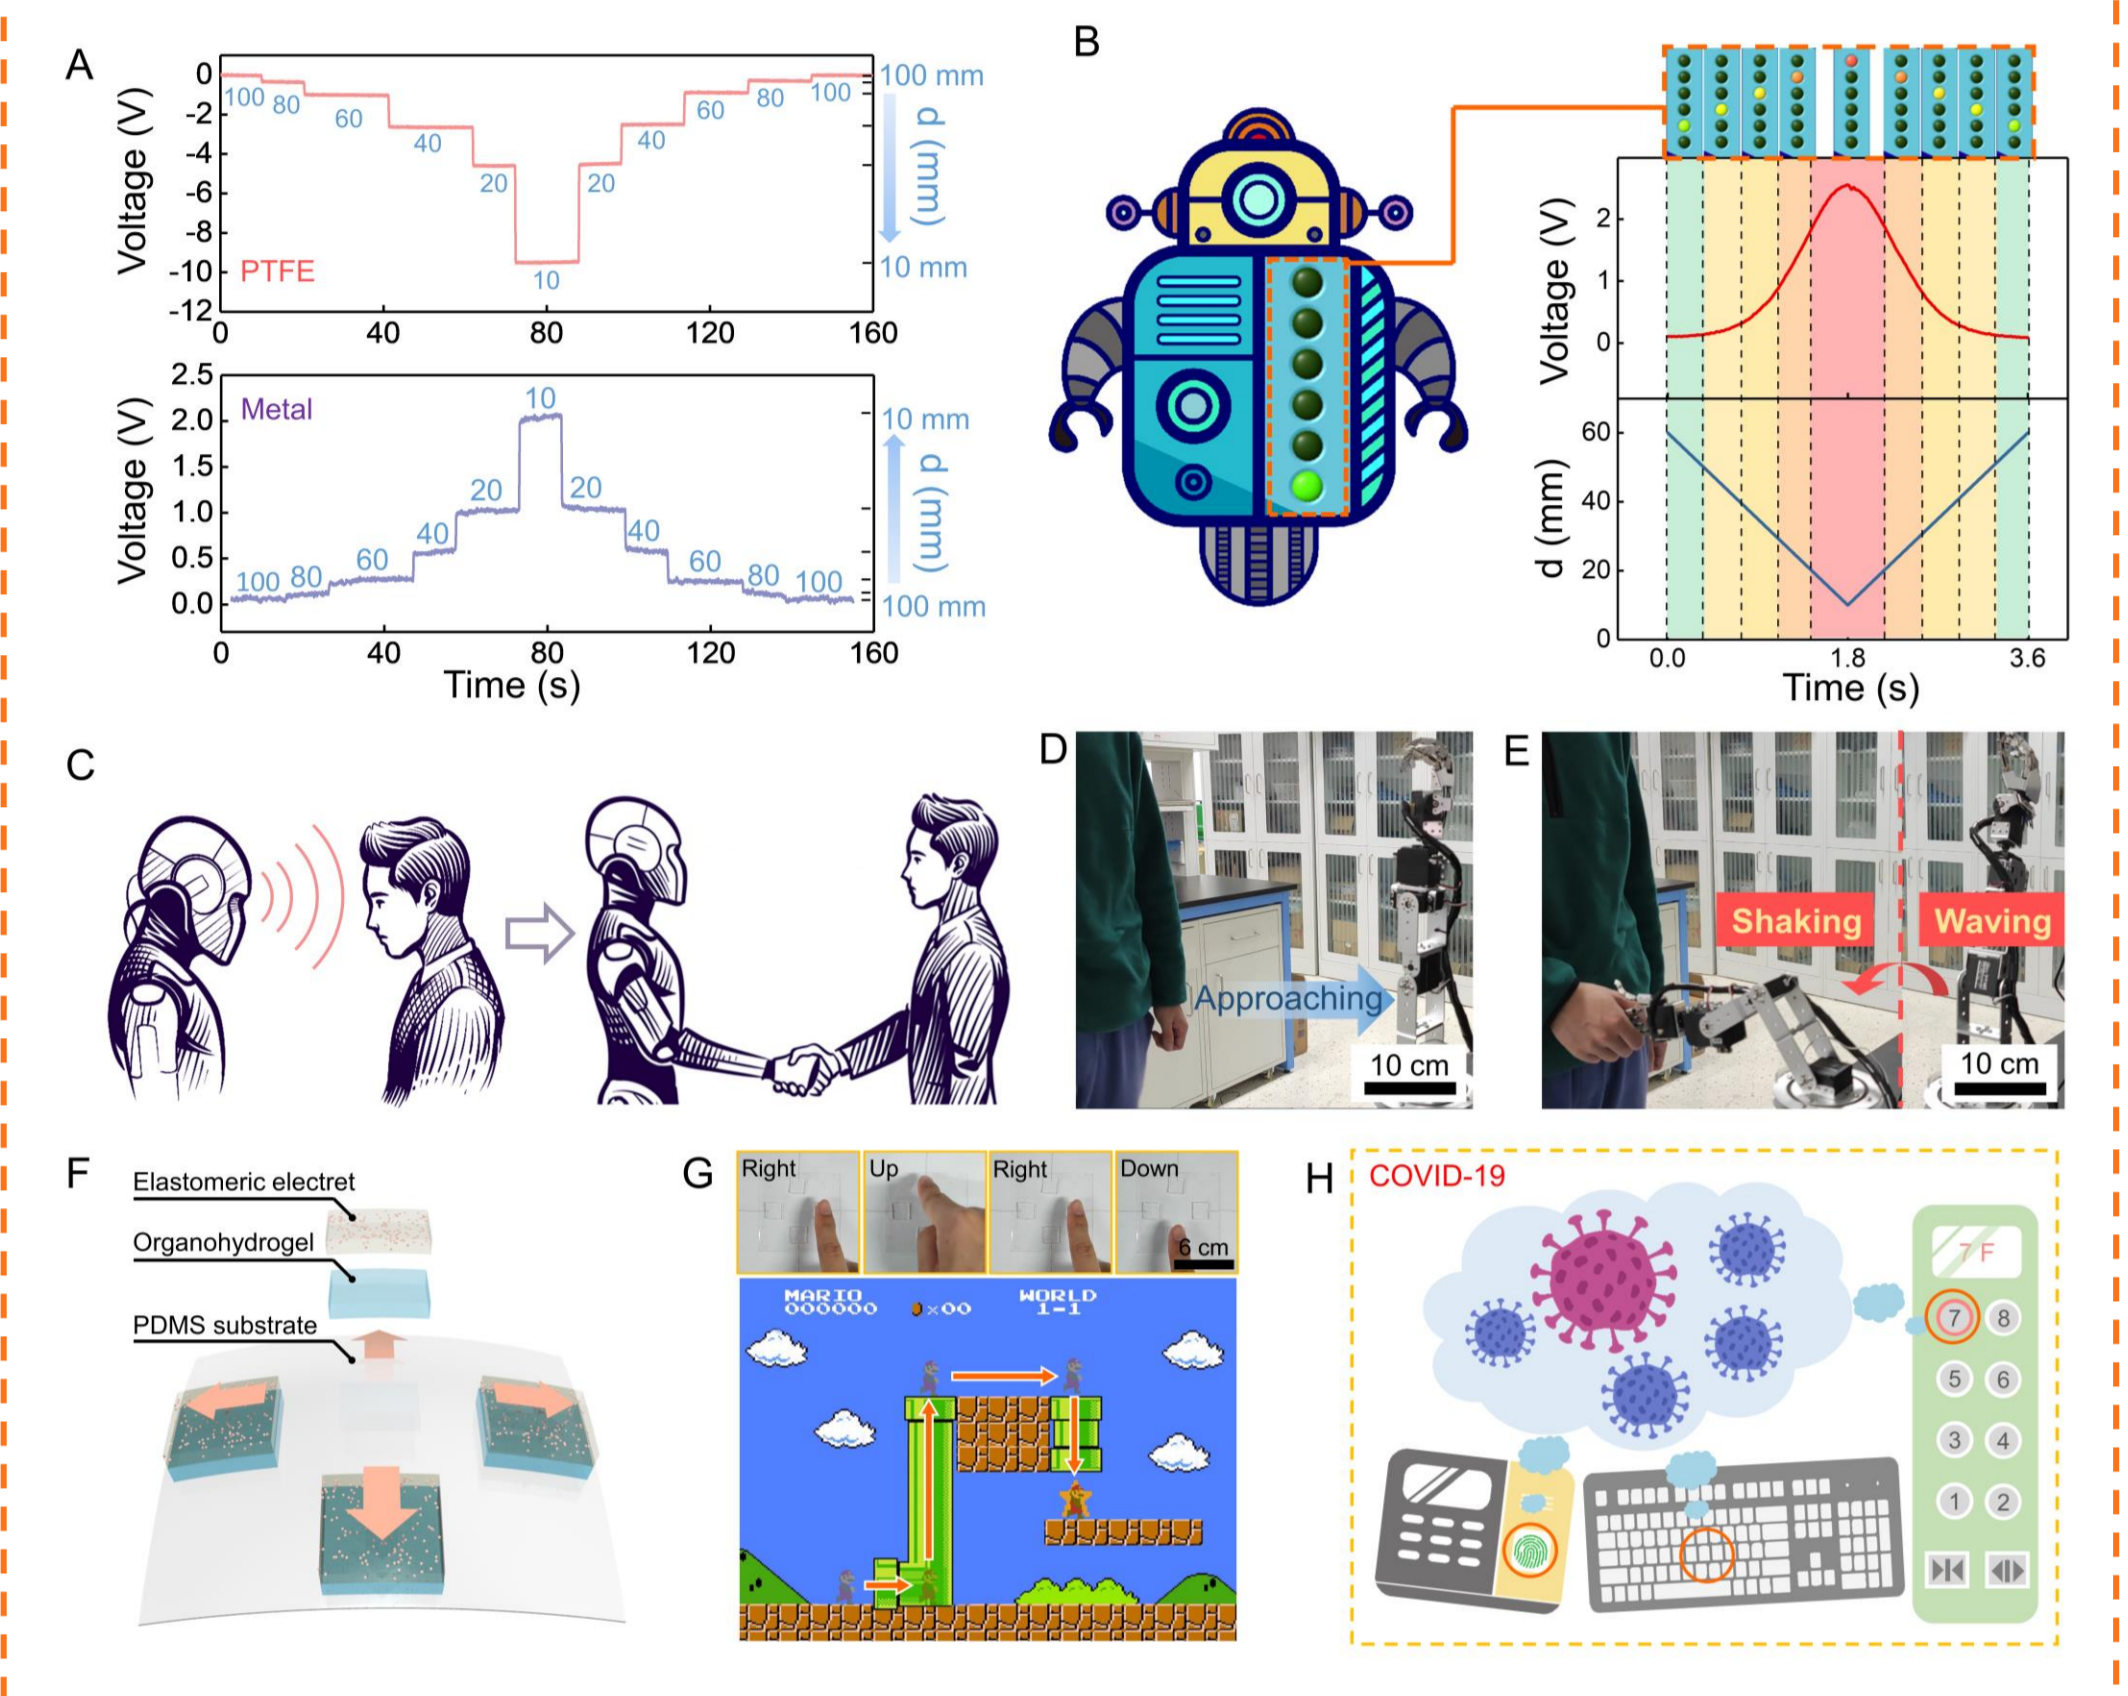 A
Voltage (V)
0
-2
-4
-6
-8
-10
-12
100
80
60
40
20
10
20
40
60
80
100
PTFE
0
40
80
120
160
100 mm
d (mm)
10 mm
Voltage (V)
2.5
2.0
1.5
1.0
0.5
0.0
Metal
100
80
60
40
20
10
20
40
60
80
100
10 mm
d (mm)
100 mm
0
40
80
120
160
Time (s)
B
Voltage (V)
2
1
0
d (mm)
60
40
20
0
0.0
1.8
3.6
Time (s)
C
D
Approaching
10 cm
E
Shaking
Waving
10 cm
F
Elastomeric electret
Organohydrogel
PDMS substrate
G
Right
Up
Right
Down
6 cm
MARIO
000000
×00
WORLD
1-1
H
COVID-19
7 F
7
8
5
6
3
4
1
2